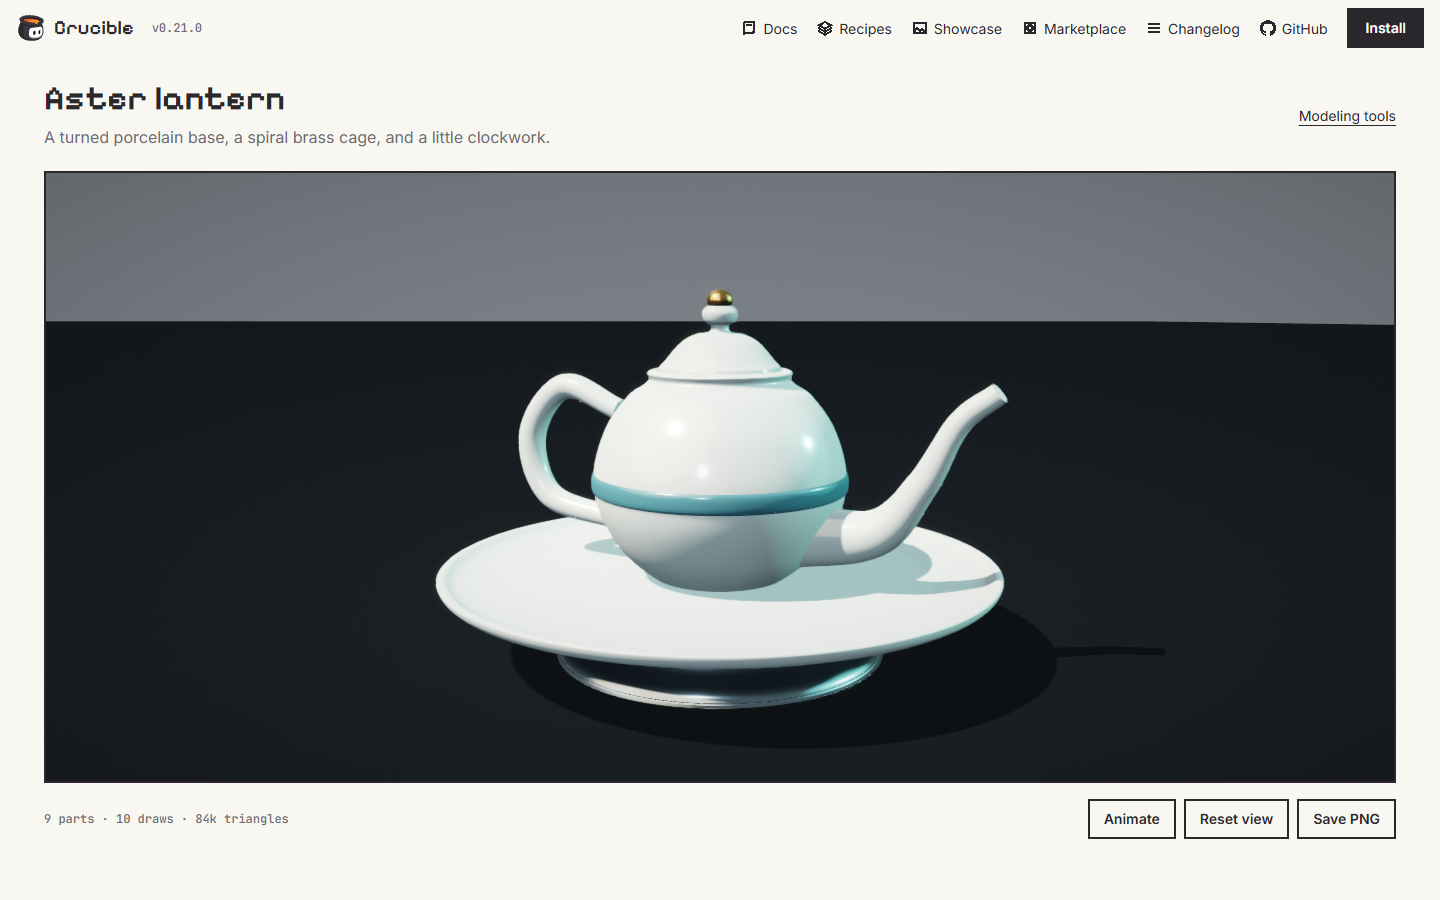 Crucible v0.21.0 Docs Recipes Showcase Marketplace Changelog GitHub Install
Aster lantern
Modeling tools
A turned porcelain base, a spiral brass cage, and a little clockwork.
9 parts · 10 draws · 84k triangles Animate Reset view Save PNG